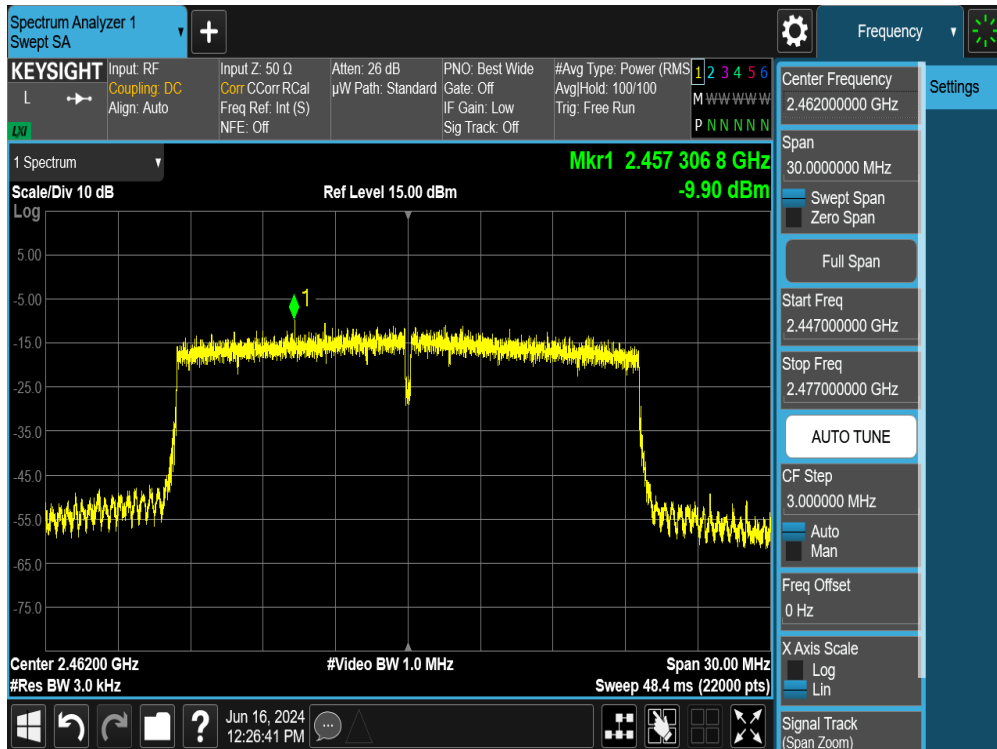 Spectrum Analyzer 1
Swept SA
+
Frequency
KEYSIGHT
L
LXI
Input: RF
Coupling: DC
Align: Auto
Input Z: 50 Ω
Corr CCorr RCal
Freq Ref: Int (S)
NFE: Off
Atten: 26 dB
µW Path: Standard
PNO: Best Wide
Gate: Off
IF Gain: Low
Sig Track: Off
#Avg Type: Power (RMS
Avg|Hold: 100/100
Trig: Free Run
1 2 3 4 5 6
M W W W W W W
P N N N N N
1 Spectrum
Mkr1 2.457 306 8 GHz
-9.90 dBm
Scale/Div 10 dB
Ref Level 15.00 dBm
Log
5.00
-5.00
-15.0
-25.0
-35.0
-45.0
-55.0
-65.0
-75.0
1
Center 2.46200 GHz
#Video BW 1.0 MHz
Span 30.00 MHz
#Res BW 3.0 kHz
Sweep 48.4 ms (22000 pts)
Center Frequency
2.462000000 GHz
Settings
Span
30.0000000 MHz
Swept Span
Zero Span
Full Span
Start Freq
2.447000000 GHz
Stop Freq
2.477000000 GHz
AUTO TUNE
CF Step
3.000000 MHz
Auto
Man
Freq Offset
0 Hz
X Axis Scale
Log
Lin
Signal Track
(Span Zoom)
?
Jun 16, 2024
12:26:41 PM